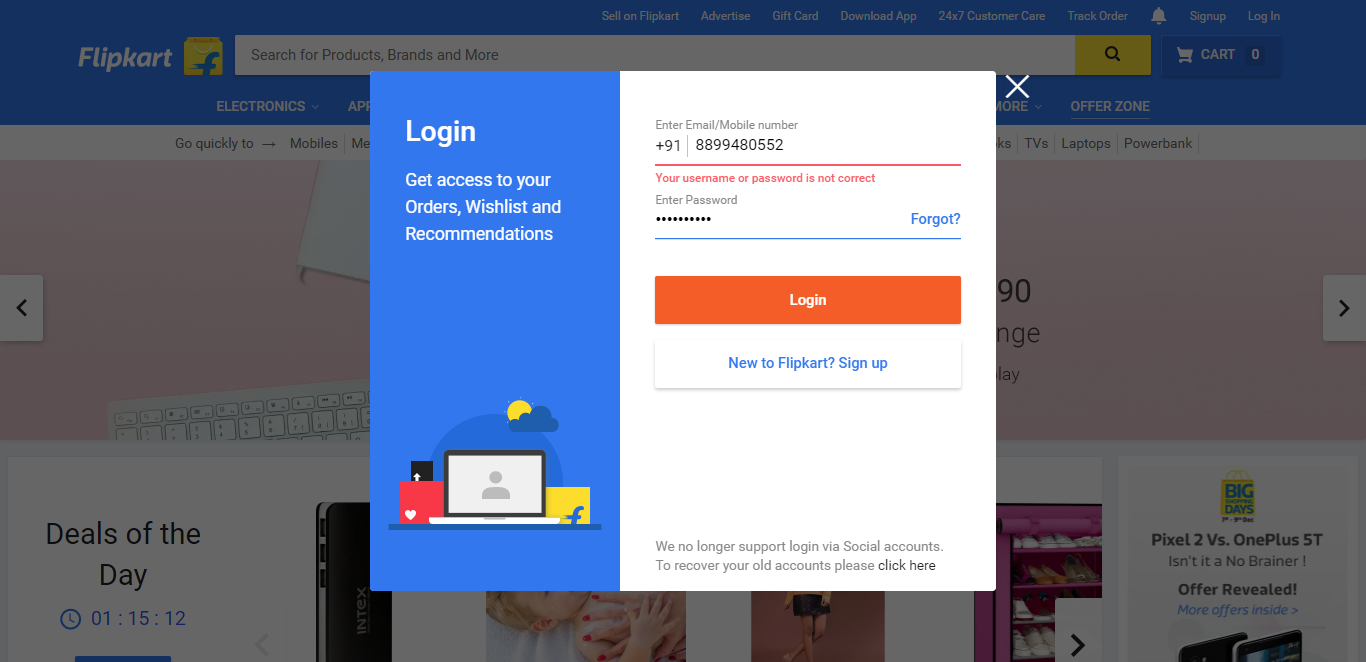 Sell on Flipkart Advertise Gift Card Download App 24x7 Customer Care Track Order Signup Log In
Flipkart
Search for Products, Brands and More
CART 0
ELECTRONICS
APP
MORE
OFFER ZONE
Go quickly to → Mobiles Me
ks TVs Laptops Powerbank
Login
Get access to your
Orders, Wishlist and
Recommendations
Enter Email/Mobile number
+91 8899480552
Your username or password is not correct
Enter Password
••••••••••
Forgot?
Login
New to Flipkart? Sign up
We no longer support login via Social accounts.
To recover your old accounts please click here
90
nge
lay
Deals of the
Day
01 : 15 : 12
INTEX
BIG
SHOPPING
DAYS
7th - 9th Dec
Pixel 2 Vs. OnePlus 5T
Isn't it a No Brainer !
Offer Revealed!
More offers inside >